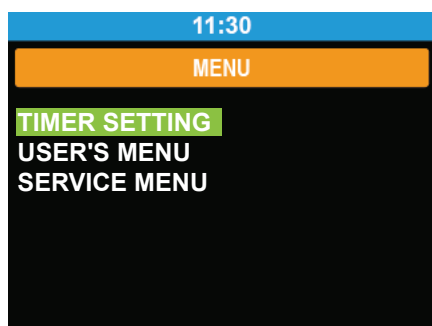 11:30
MENU
TIMER SETTING
USER'S MENU
SERVICE MENU